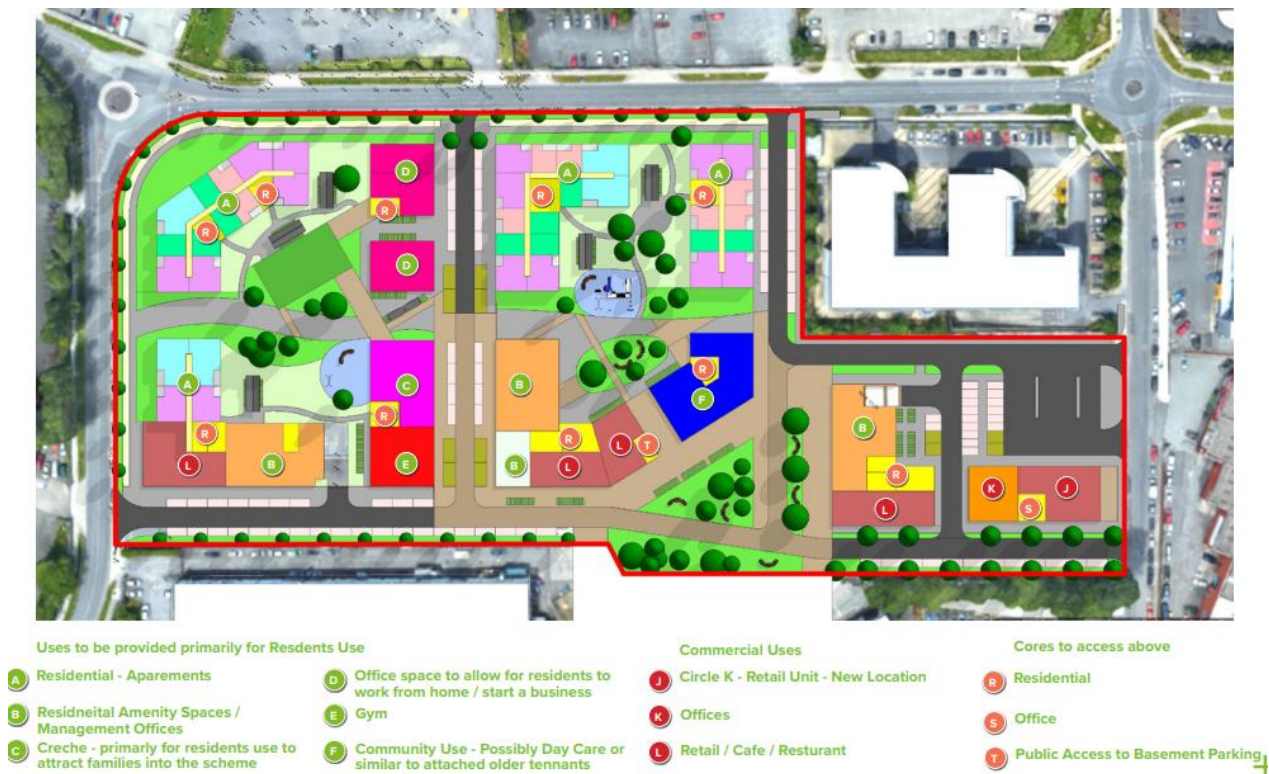 A
R
R
D
R
D
A
R
A
R
A
R
L
B
C
R
E
B
B
R
L
L
T
R
F
B
R
L
K
S
J
Uses to be provided primarily for Resdents Use
A Residential - Aparements
B Residneital Amenity Spaces /
Management Offices
C Creche - primarly for residents use to
attract families into the scheme
D Office space to allow for residents to
work from home / start a business
E Gym
F Community Use - Possibly Day Care or
similar to attached older tennants
Commercial Uses
J Circle K - Retail Unit - New Location
K Offices
L Retail / Cafe / Resturant
Cores to access above
R Residential
S Office
T Public Access to Basement Parking